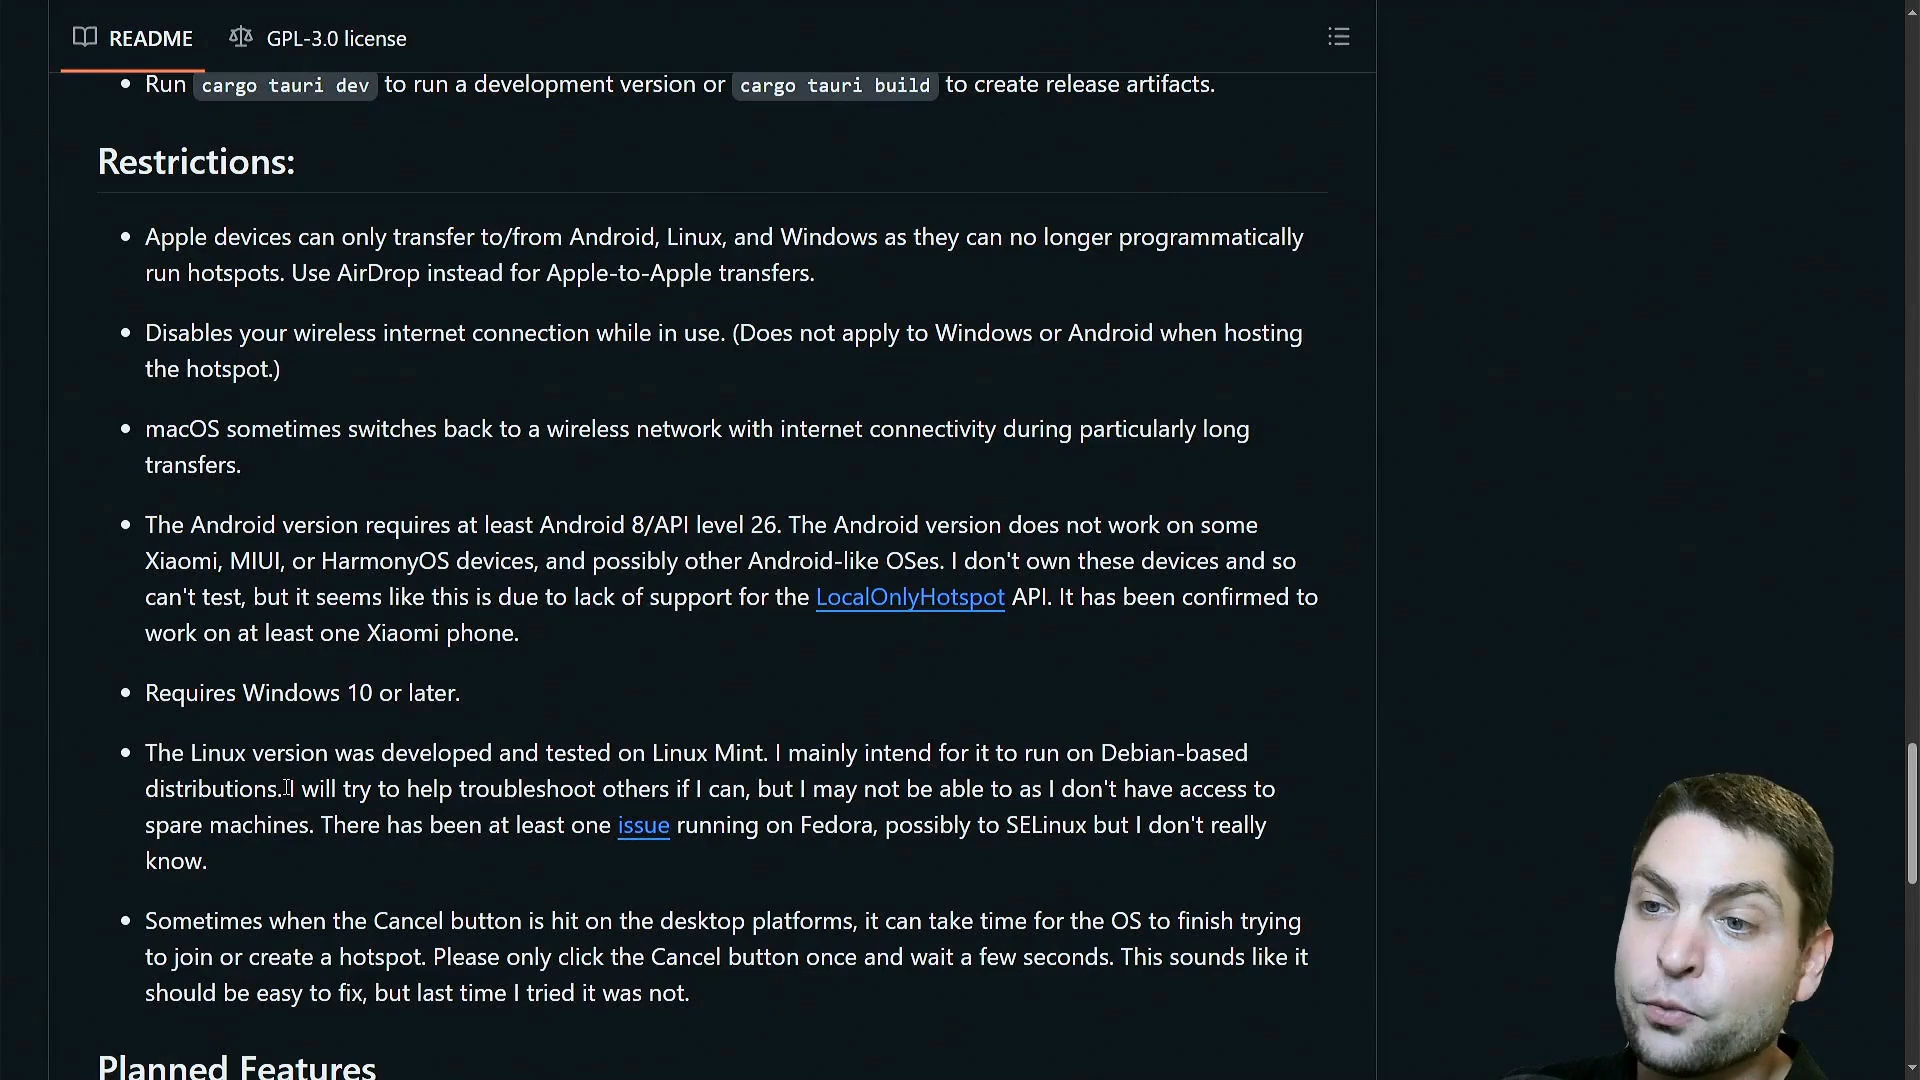 README
GPL-3.0 license
• Run cargo tauri dev to run a development version or cargo tauri build to create release artifacts.
Restrictions:
• Apple devices can only transfer to/from Android, Linux, and Windows as they can no longer programmatically
run hotspots. Use AirDrop instead for Apple-to-Apple transfers.
• Disables your wireless internet connection while in use. (Does not apply to Windows or Android when hosting
the hotspot.)
• macOS sometimes switches back to a wireless network with internet connectivity during particularly long
transfers.
• The Android version requires at least Android 8/API level 26. The Android version does not work on some
Xiaomi, MIUI, or HarmonyOS devices, and possibly other Android-like OSes. I don't own these devices and so
can't test, but it seems like this is due to lack of support for the LocalOnlyHotspot API. It has been confirmed to
work on at least one Xiaomi phone.
• Requires Windows 10 or later.
• The Linux version was developed and tested on Linux Mint. I mainly intend for it to run on Debian-based
distributions. I will try to help troubleshoot others if I can, but I may not be able to as I don't have access to
spare machines. There has been at least one issue running on Fedora, possibly to SELinux but I don't really
know.
• Sometimes when the Cancel button is hit on the desktop platforms, it can take time for the OS to finish trying
to join or create a hotspot. Please only click the Cancel button once and wait a few seconds. This sounds like it
should be easy to fix, but last time I tried it was not.
Planned Features